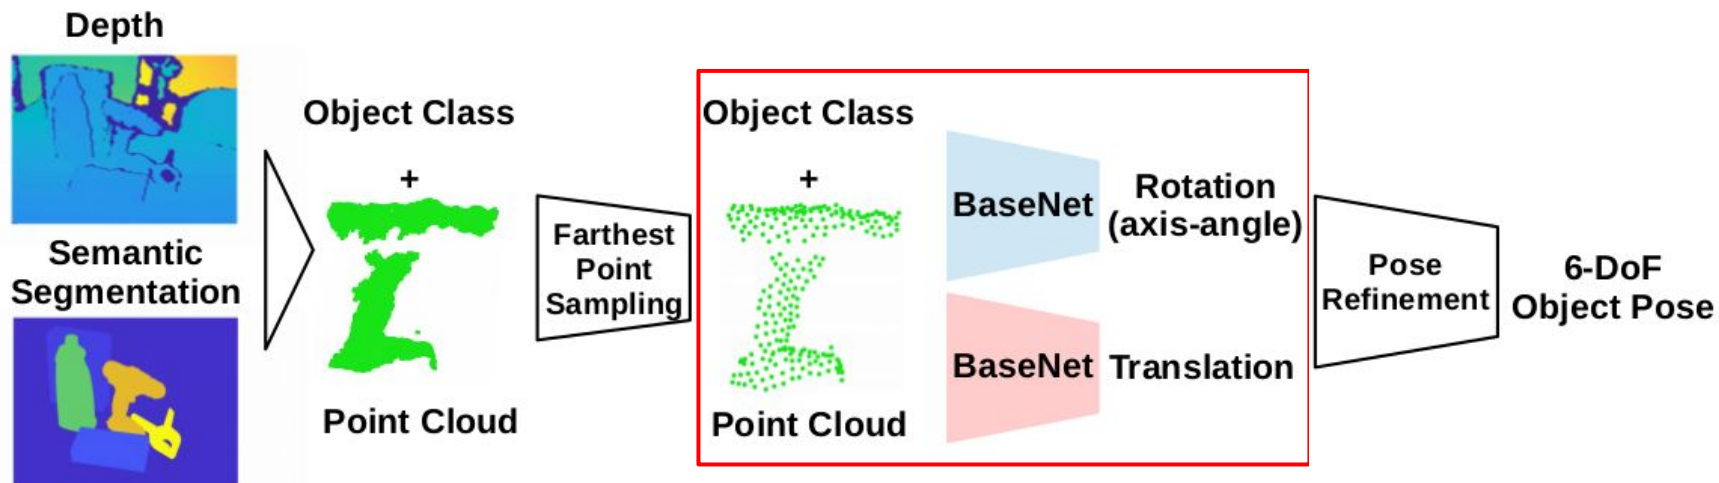 Depth
Semantic
Segmentation
Object Class
+
Point Cloud
Farthest
Point
Sampling
Object Class
+
Point Cloud
BaseNet
Rotation
(axis-angle)
BaseNet
Translation
Pose
Refinement
6-DoF
Object Pose